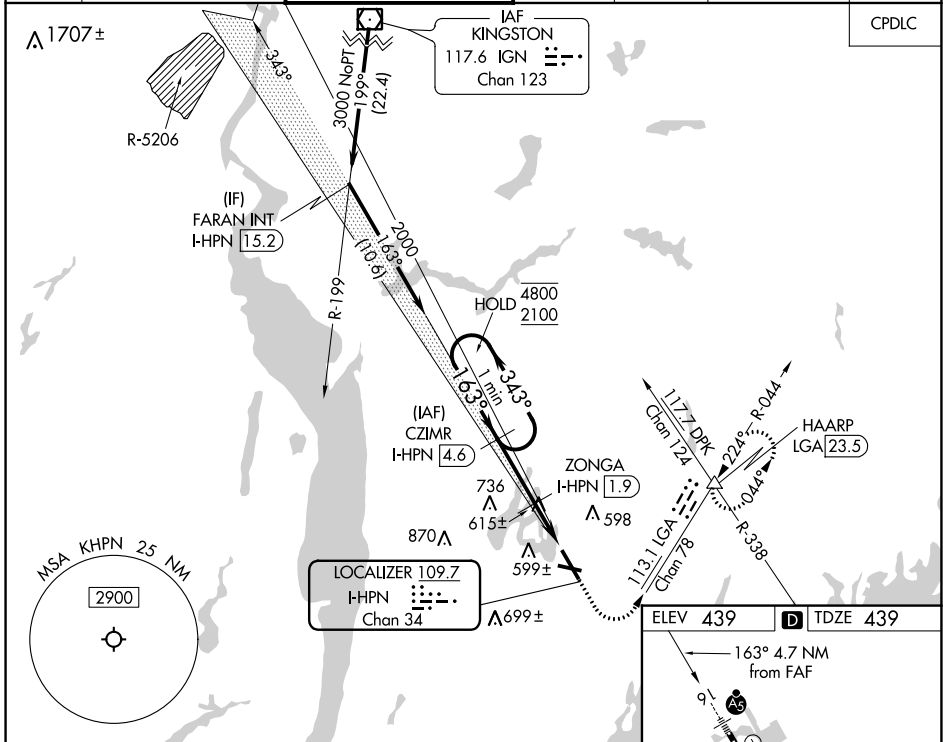 1707±
CPDLC
IAF
KINGSTON
117.6 IGN
Chan 123
343°
3000 NoPT
199°
(22.4)
R-5206
(IF)
FARAN INT
I-HPN 15.2
2000
163°
(10.6)
R-199
HOLD 4800
2100
1 min
163°
343°
(IAF)
CZIMR
I-HPN 4.6
117.7 DPK
Chan 124
224°
R-044
044°
HAARP
LGA 23.5
ZONGA
I-HPN 1.9
736
615±
598
870
599±
113.1 LGA
Chan 78
R-338
MSA KHPN 25 NM
2900
LOCALIZER 109.7
I-HPN
Chan 34
699±
ELEV 439 D TDZE 439
163° 4.7 NM
from FAF
16
A5